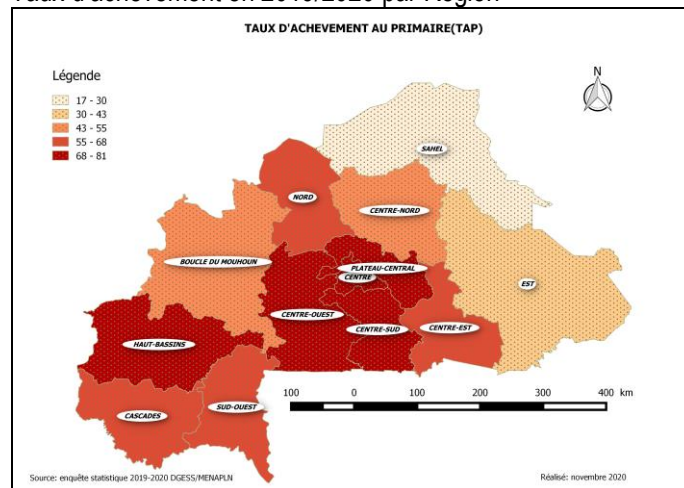 Taux d'achèvement en 2019/2020 par Région
TAUX D'ACHEVEMENT AU PRIMAIRE(TAP)
Légende
17 - 30
30 - 43
43 - 55
55 - 68
68 - 81
N
SAHEL
NORD
CENTRE-NORD
BOUCLE DU MOUHOUN
PLATEAU-CENTRAL
CENTRE
EST
CENTRE-OUEST
CENTRE-SUD
CENTRE-EST
HAUT-BASSINS
CASCADES
SUD-OUEST
100 0 100 200 300 400 km
Source: enquête statistique 2019-2020 DGESS/MENAPLN
Réalisé: novembre 2020